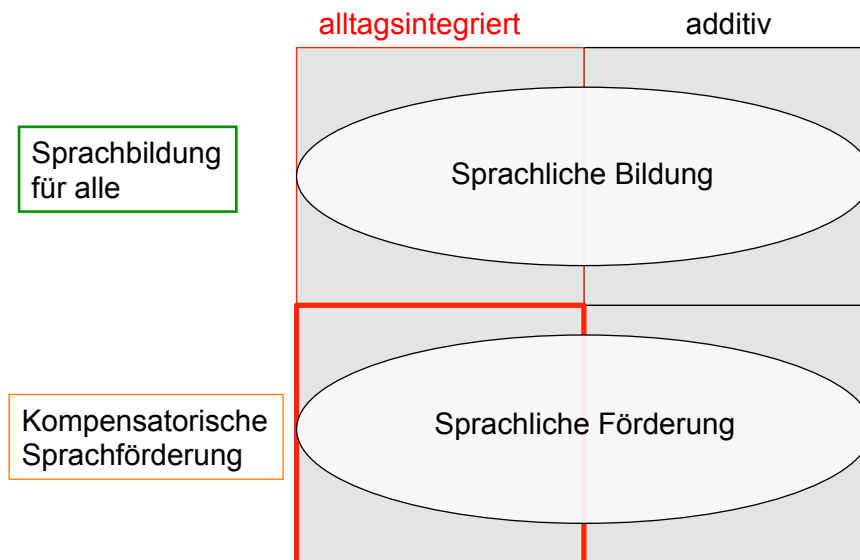 alltagsintegriert additiv
Sprachbildung
für alle
Sprachliche Bildung
Kompensatorische
Sprachförderung
Sprachliche Förderung